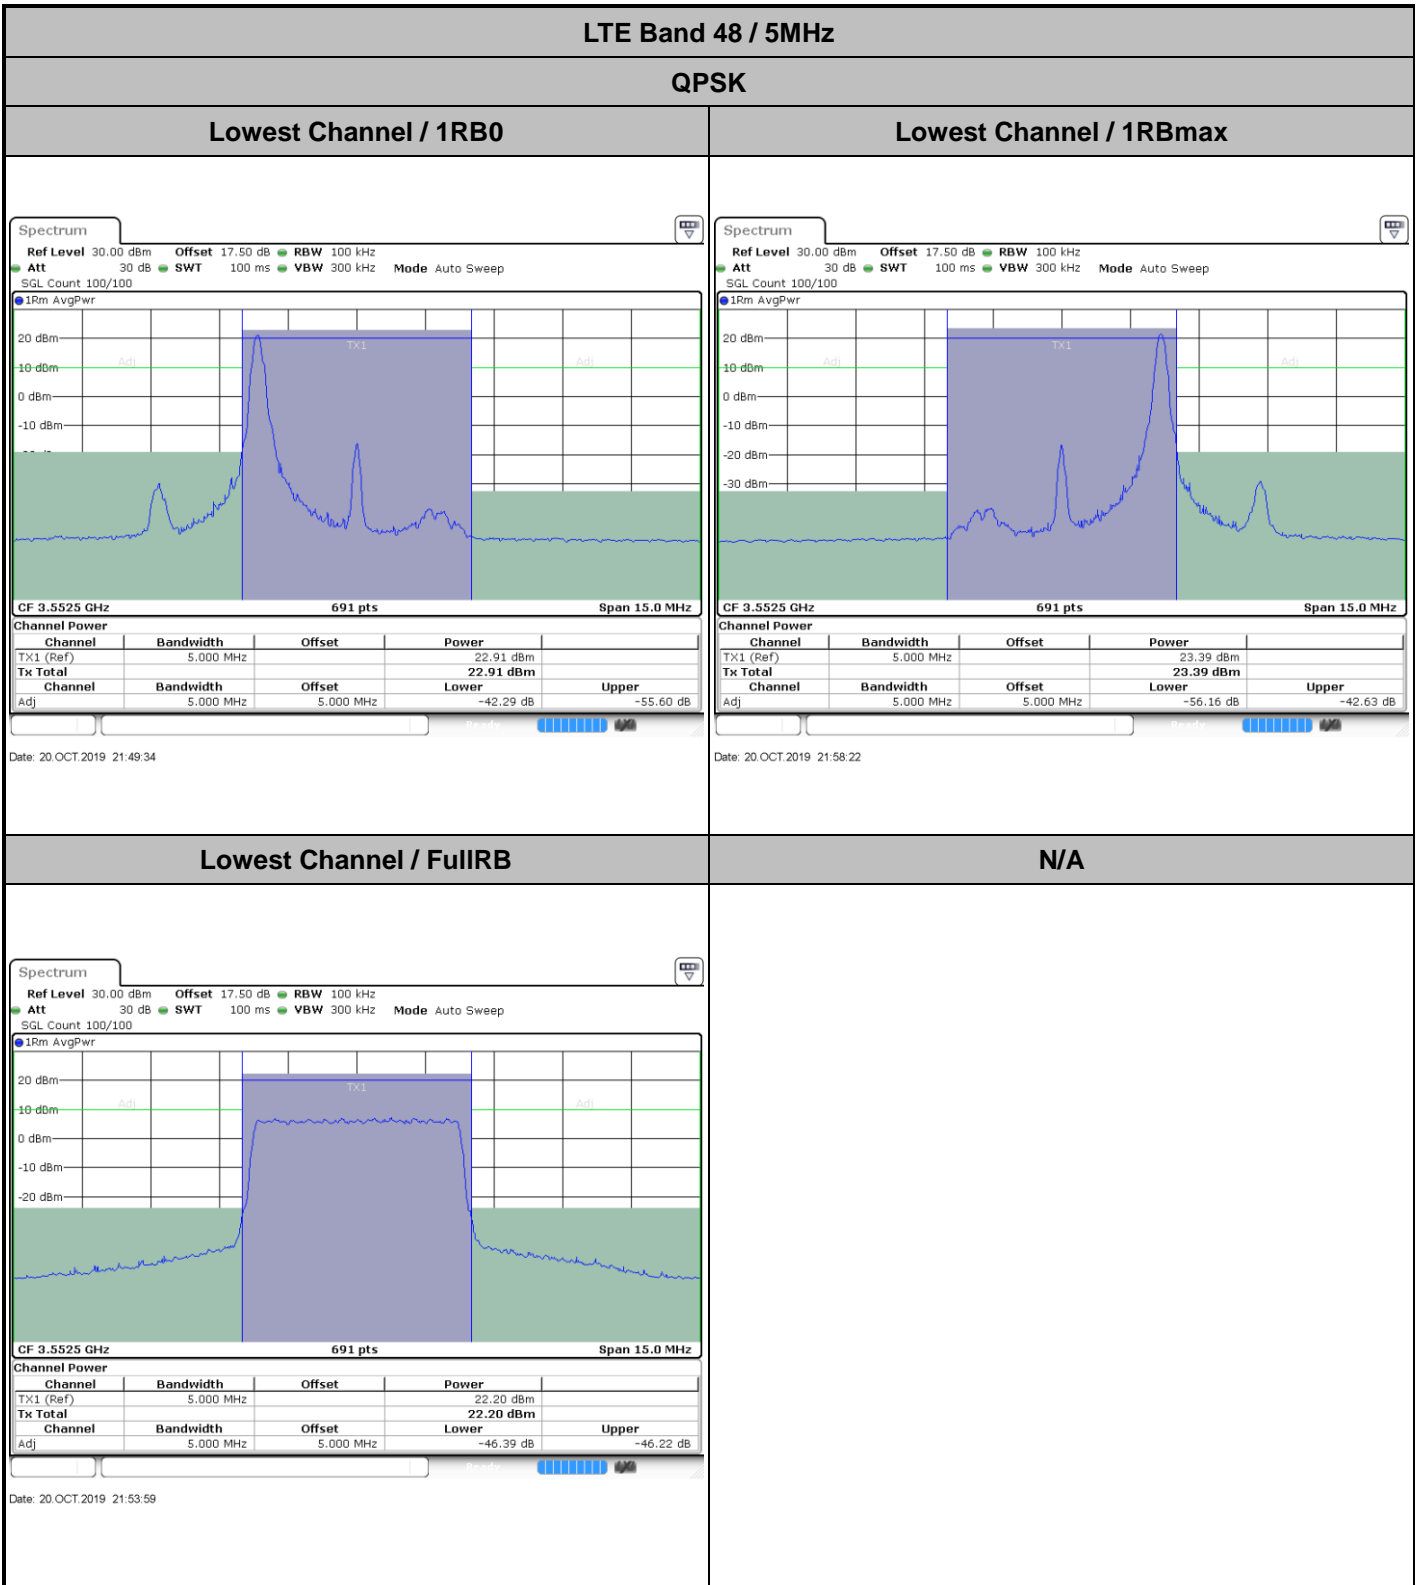 LTE Band 48 / 5MHz
QPSK
Lowest Channel / 1RB0
Lowest Channel / 1RBmax
Spectrum
Ref Level 30.00 dBm Offset 17.50 dB RBW 100 kHz
Att 30 dB SWT 100 ms VBW 300 kHz Mode Auto Sweep
SGL Count 100/100
1Rm AvgPwr
20 dBm
TX1
Adj
Adj
10 dBm
0 dBm
-10 dBm
CF 3.5525 GHz 691 pts Span 15.0 MHz
Channel Power
Channel Bandwidth Offset Power
TX1 (Ref) 5.000 MHz 22.91 dBm
Tx Total 22.91 dBm
Channel Bandwidth Offset Lower Upper
Adj 5.000 MHz 5.000 MHz -42.29 dB -55.60 dB
Ready
Date: 20.OCT.2019 21:49:34
Spectrum
Ref Level 30.00 dBm Offset 17.50 dB RBW 100 kHz
Att 30 dB SWT 100 ms VBW 300 kHz Mode Auto Sweep
SGL Count 100/100
1Rm AvgPwr
20 dBm
TX1
Adj
Adj
10 dBm
0 dBm
-10 dBm
-20 dBm
-30 dBm
CF 3.5525 GHz 691 pts Span 15.0 MHz
Channel Power
Channel Bandwidth Offset Power
TX1 (Ref) 5.000 MHz 23.39 dBm
Tx Total 23.39 dBm
Channel Bandwidth Offset Lower Upper
Adj 5.000 MHz 5.000 MHz -56.16 dB -42.63 dB
Ready
Date: 20.OCT.2019 21:58:22
Lowest Channel / FullRB
N/A
Spectrum
Ref Level 30.00 dBm Offset 17.50 dB RBW 100 kHz
Att 30 dB SWT 100 ms VBW 300 kHz Mode Auto Sweep
SGL Count 100/100
1Rm AvgPwr
20 dBm
TX1
Adj
Adj
10 dBm
0 dBm
-10 dBm
-20 dBm
CF 3.5525 GHz 691 pts Span 15.0 MHz
Channel Power
Channel Bandwidth Offset Power
TX1 (Ref) 5.000 MHz 22.20 dBm
Tx Total 22.20 dBm
Channel Bandwidth Offset Lower Upper
Adj 5.000 MHz 5.000 MHz -46.39 dB -46.22 dB
Ready
Date: 20.OCT.2019 21:53:59